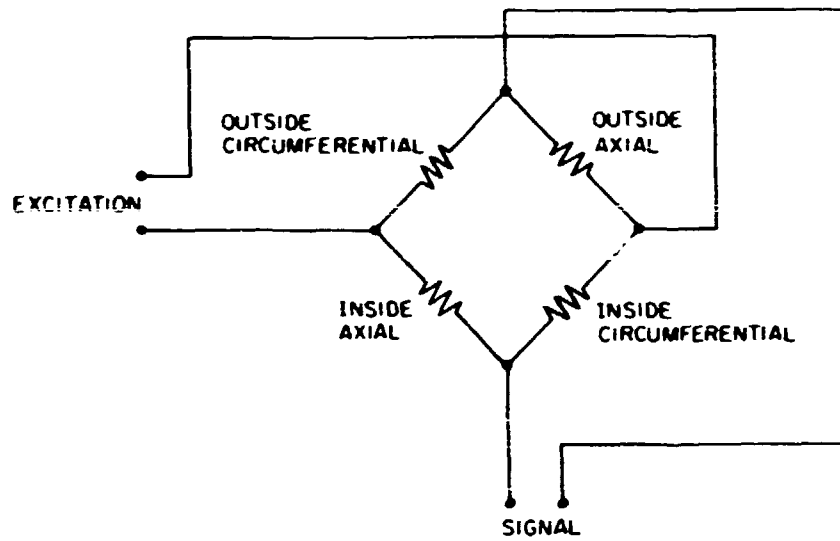 OUTSIDE
CIRCUMFERENTIAL
OUTSIDE
AXIAL
EXCITATION
INSIDE
AXIAL
INSIDE
CIRCUMFERENTIAL
SIGNAL